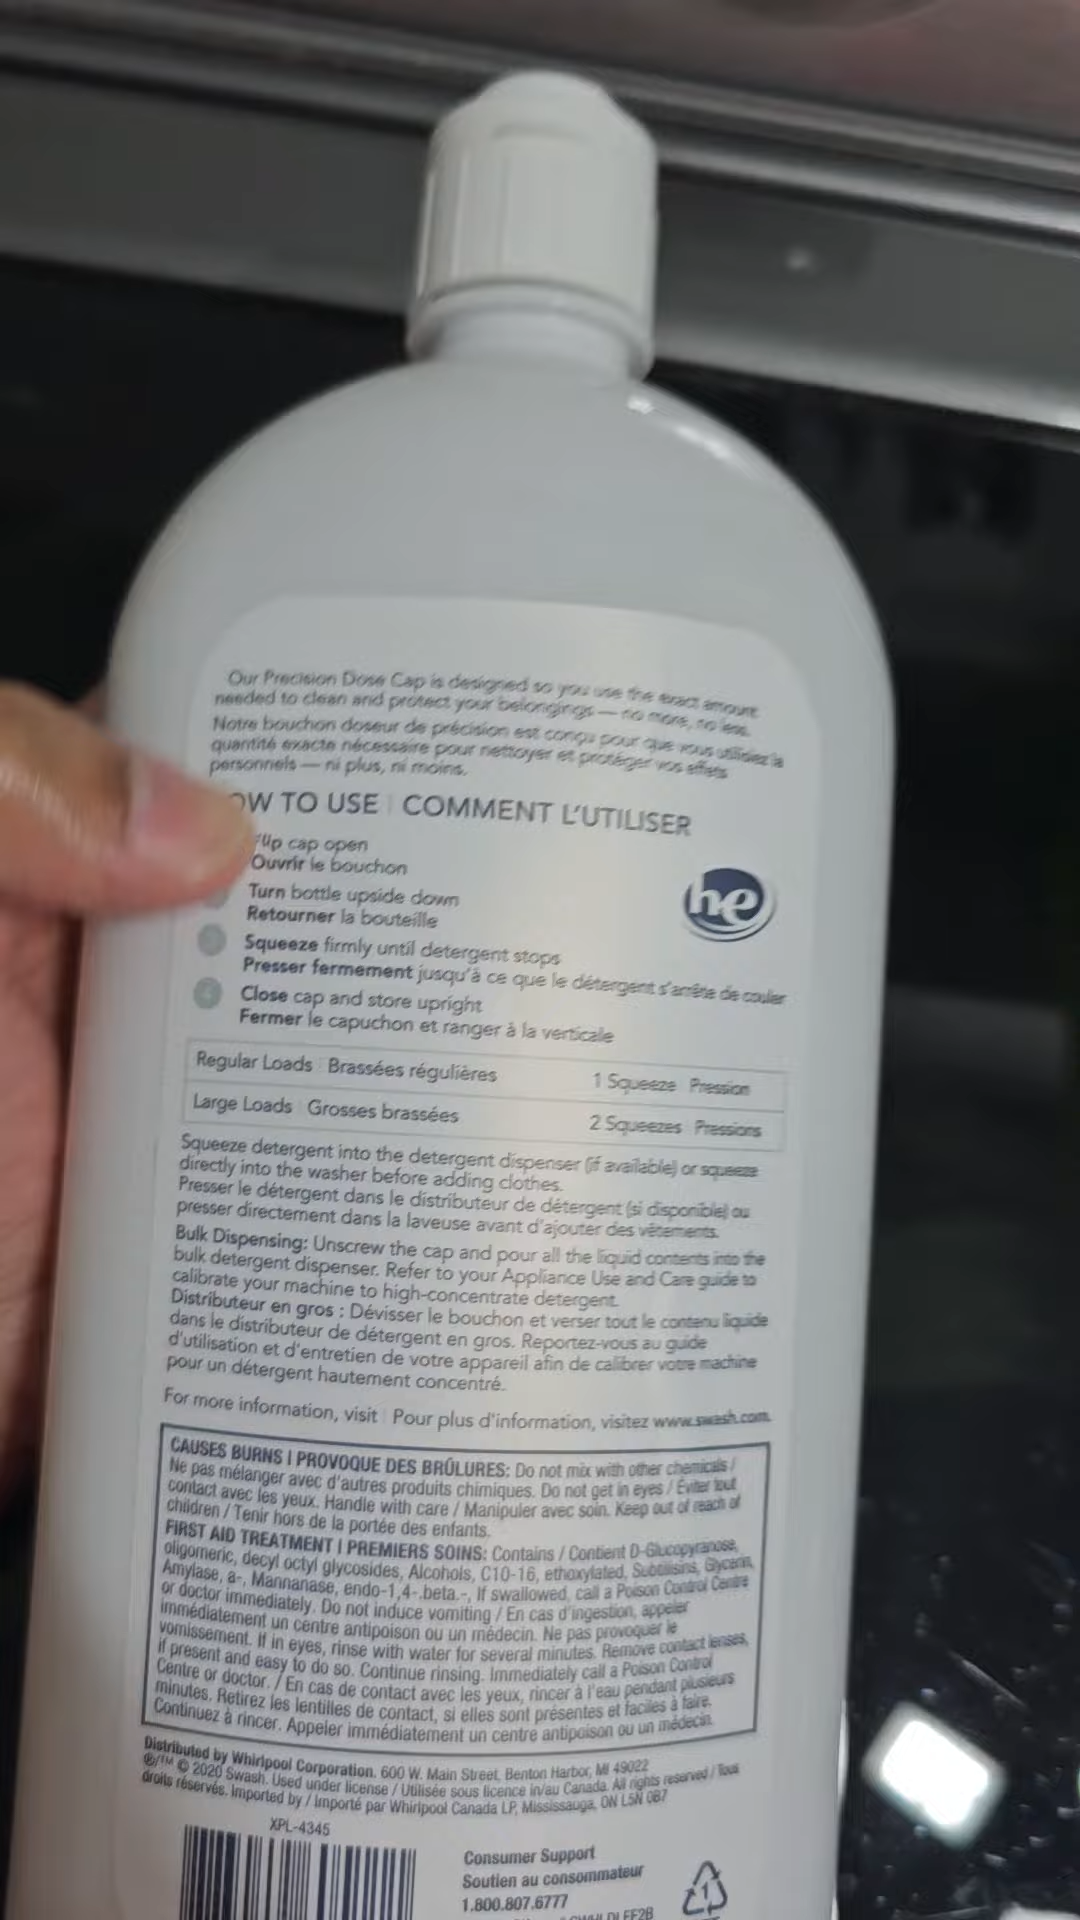 Our Precision Dose Cap is designed so you use the exact amount
needed to clean and protect your belongings — no more, no less.
Notre bouchon doseur de précision est conçu pour que vous utilisiez la
quantité exacte nécessaire pour nettoyer et protéger vos effets
personnels — ni plus, ni moins.
OW TO USE | COMMENT L'UTILISER
cap open
Ouvrir le bouchon
he
Turn bottle upside down
Retourner la bouteille
3 Squeeze firmly until detergent stops
Presser fermement jusqu'à ce que le détergent s'arrête de couler
4 Close cap and store upright
Fermer le capuchon et ranger à la verticale
Regular Loads | Brassées régulières 1 Squeeze | Pression
Large Loads | Grosses brassées 2 Squeezes | Pressions
Squeeze detergent into the detergent dispenser (if available) or squeeze
directly into the washer before adding clothes.
Presser le détergent dans le distributeur de détergent (si disponible) ou
presser directement dans la laveuse avant d'ajouter des vêtements.
Bulk Dispensing: Unscrew the cap and pour all the liquid contents into the
bulk detergent dispenser. Refer to your Appliance Use and Care guide to
calibrate your machine to high-concentrate detergent.
Distributeur en gros : Dévisser le bouchon et verser tout le contenu liquide
dans le distributeur de détergent en gros. Reportez-vous au guide
d'utilisation et d'entretien de votre appareil afin de calibrer votre machine
pour un détergent hautement concentré.
For more information, visit | Pour plus d'information, visitez www.swash.com.
CAUSES BURNS | PROVOQUE DES BRÛLURES: Do not mix with other chemicals /
Ne pas mélanger avec d'autres produits chimiques. Do not get in eyes / Éviter tout
contact avec les yeux. Handle with care / Manipuler avec soin. Keep out of reach of
children / Tenir hors de la portée des enfants.
FIRST AID TREATMENT | PREMIERS SOINS: Contains / Contient D-Glucopyranose,
oligomeric, decyl octyl glycosides, Alcohols, C10-16, ethoxylated, Subtilisins, Glycerin,
Amylase, a-, Mannanase, endo-1,4-.beta.-, If swallowed, call a Poison Control Centre
or doctor immediately. Do not induce vomiting / En cas d'ingestion, appeler
immédiatement un centre antipoison ou un médecin. Ne pas provoquer le
vomissement. If in eyes, rinse with water for several minutes. Remove contact lenses,
if present and easy to do so. Continue rinsing. Immediately call a Poison Control
Centre or doctor. / En cas de contact avec les yeux, rincer à l'eau pendant plusieurs
minutes. Retirez les lentilles de contact, si elles sont présentes et faciles à faire.
Continuez à rincer. Appeler immédiatement un centre antipoison ou un médecin.
Distributed by Whirlpool Corporation. 600 W. Main Street, Benton Harbor, MI 49022
®/™ © 2020 Swash. Used under license / Utilisée sous licence in/au Canada. All rights reserved / Tous
droits réservés. Imported by / Importé par Whirlpool Canada LP, Mississauga, ON L5N 0B7
XPL-4345
Consumer Support
Soutien au consommateur
1.800.807.6777
1